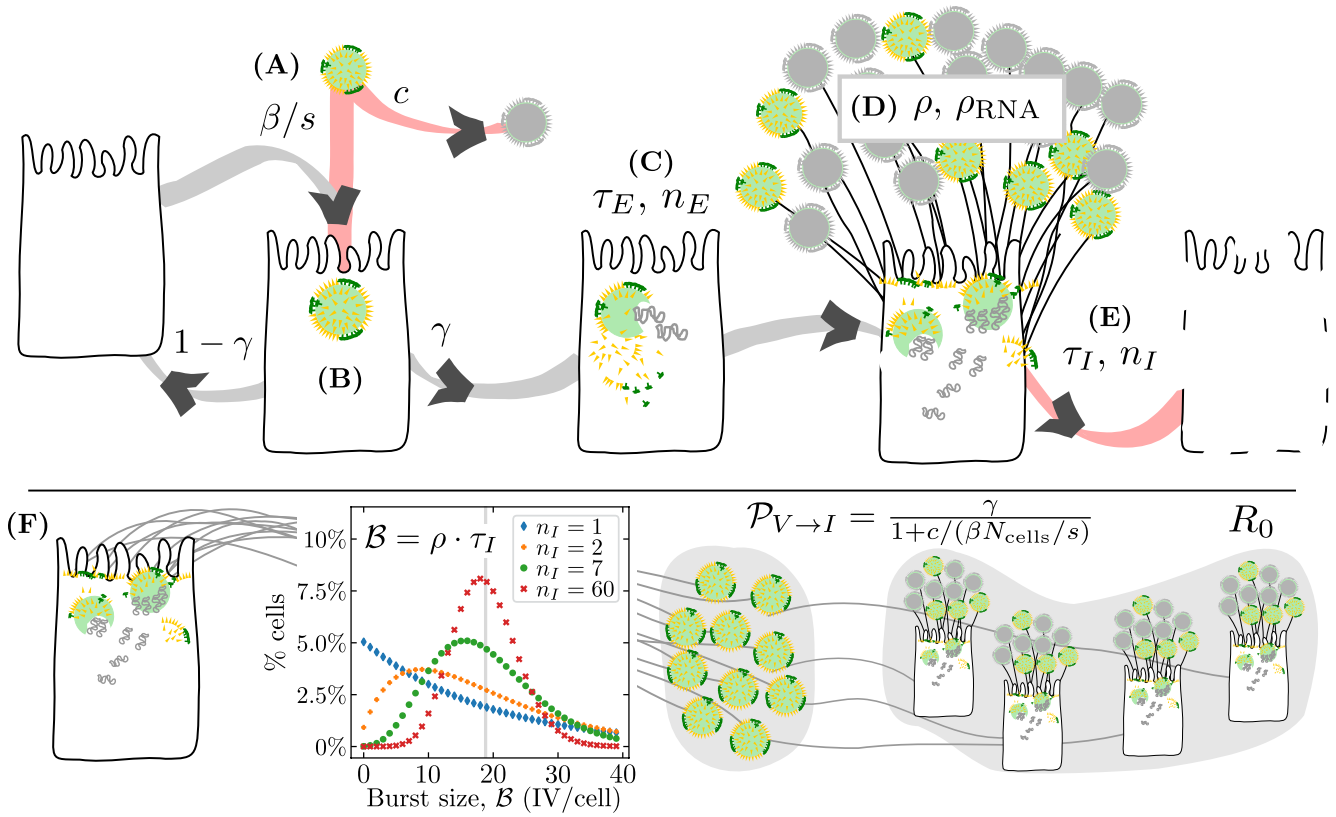 (A)
c
β/s
(B)
1 − γ
γ
(C)
τ_E, n_E
(D) ρ, ρ_RNA
(E)
τ_I, n_I
(F)
% cells
10%
7.5%
5.0%
2.5%
0%
ℬ = ρ · τ_I
n_I = 1
n_I = 2
n_I = 7
n_I = 60
0 10 20 30 40
Burst size, ℬ (IV/cell)
𝒫_{V→I} = γ / 1+c/(βN_cells/s)
R_0